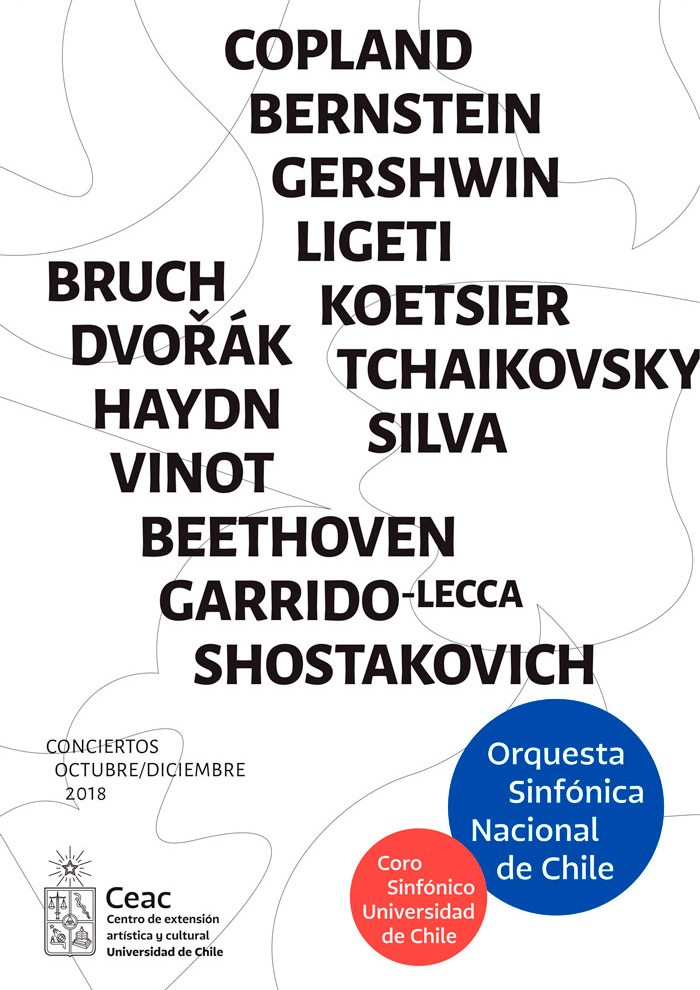 COPLAND
BERNSTEIN
GERSHWIN
LIGETI
BRUCH
KOETSIER
DVOŘÁK
TCHAIKOVSKY
HAYDN
SILVA
VINOT
BEETHOVEN
GARRIDO-LECCA
SHOSTAKOVICH
CONCIERTOS
OCTUBRE/DICIEMBRE
2018
Orquesta
Sinfónica
Nacional
de Chile
Coro
Sinfónico
Universidad
de Chile
Ceac
Centro de extensión
artística y cultural
Universidad de Chile